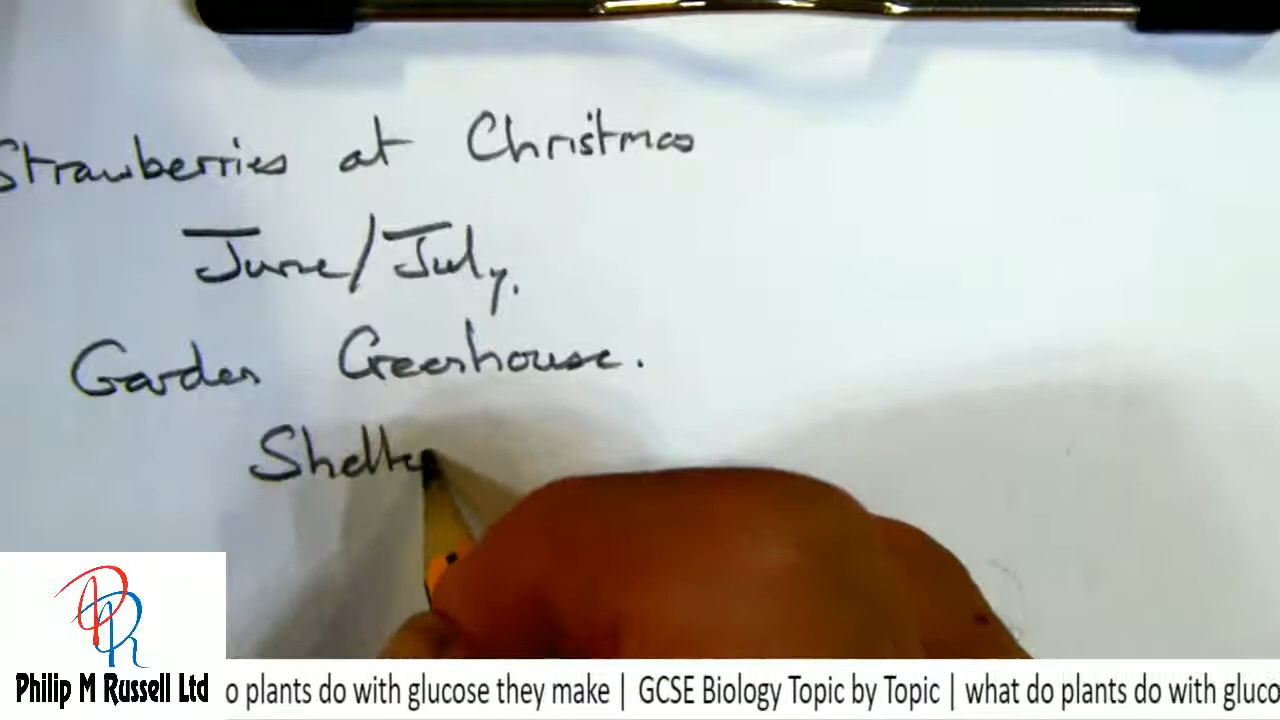 Strawberries at Christmas
June/July.
Garden Greenhouse.
Shelte
Philip M Russell Ltd
o plants do with glucose they make | GCSE Biology Topic by Topic | what do plants do with gluco